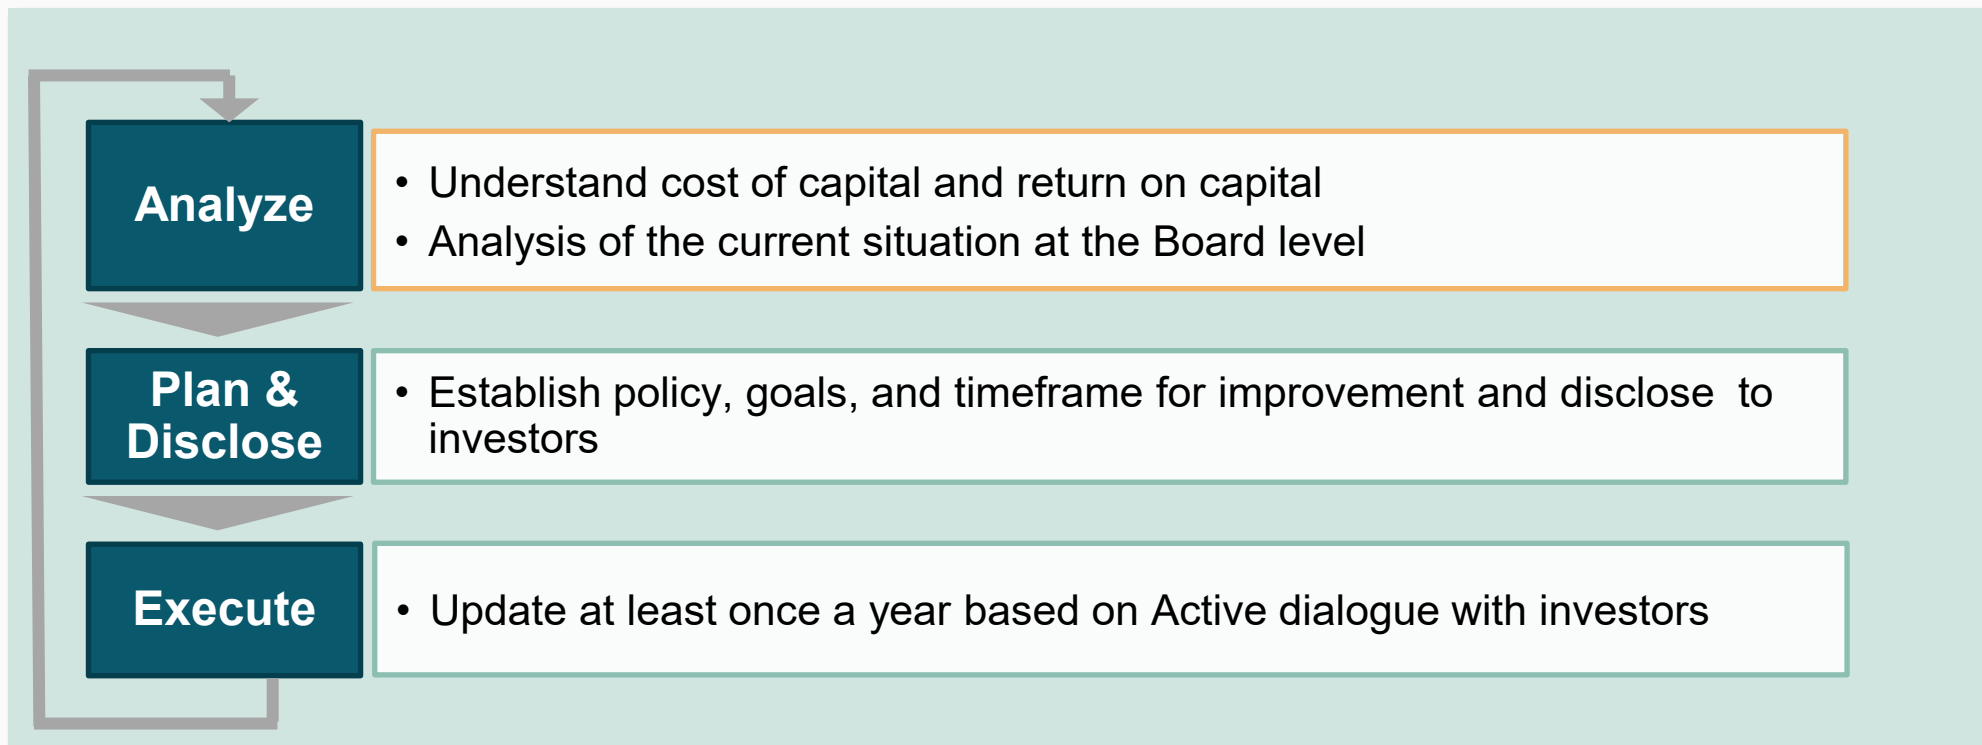 Analyze
• Understand cost of capital and return on capital
• Analysis of the current situation at the Board level
Plan &
Disclose
• Establish policy, goals, and timeframe for improvement and disclose  to
investors
Execute
• Update at least once a year based on Active dialogue with investors